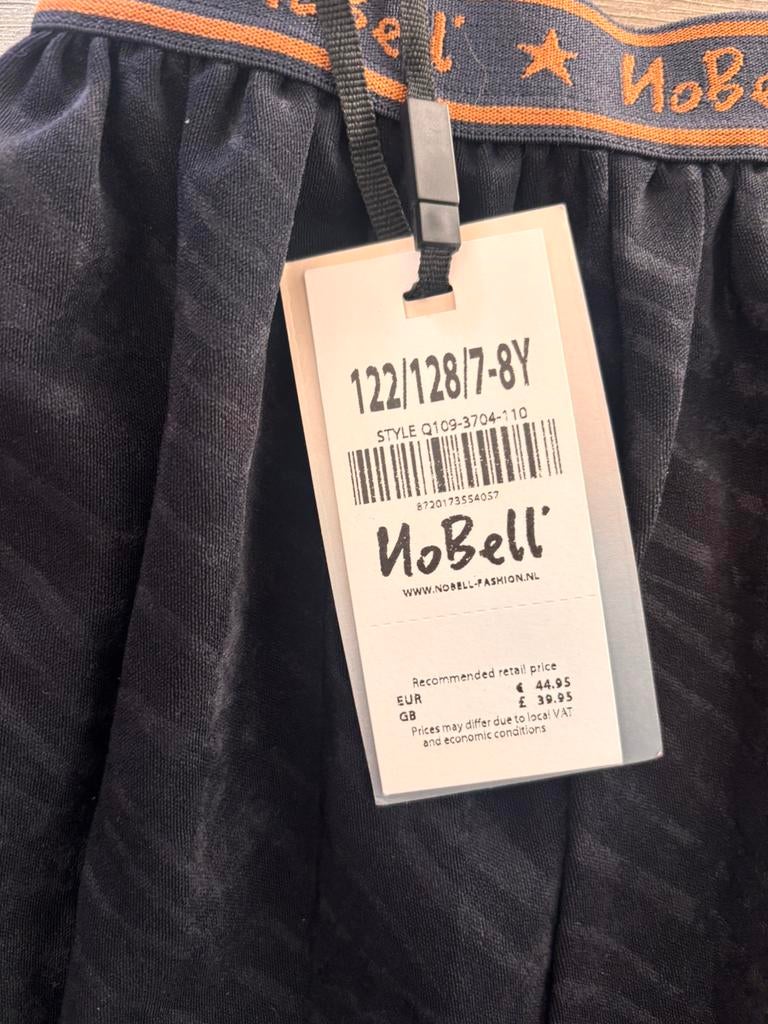 NoBell'
NoBe
122/128/7-8Y
STYLE Q109-3704-110
8720173554057
NoBell'
WWW.NOBELL-FASHION.NL
Recommended retail price
EUR € 44.95
GB £ 39.95
Prices may differ due to local VAT
and economic conditions